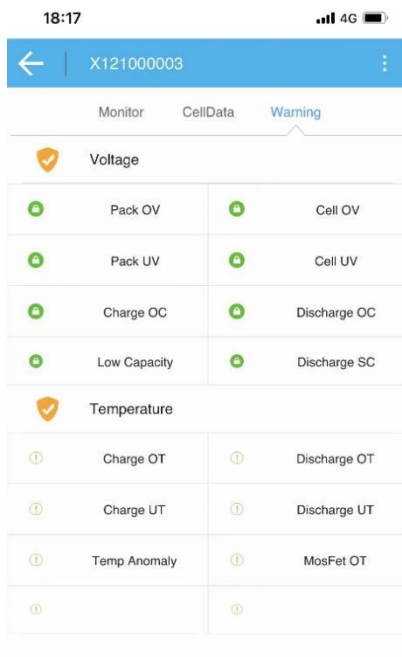 18:17 4G
X121000003
Monitor CellData Warning
Voltage
Pack OV Cell OV
Pack UV Cell UV
Charge OC Discharge OC
Low Capacity Discharge SC
Temperature
Charge OT Discharge OT
Charge UT Discharge UT
Temp Anomaly MosFet OT